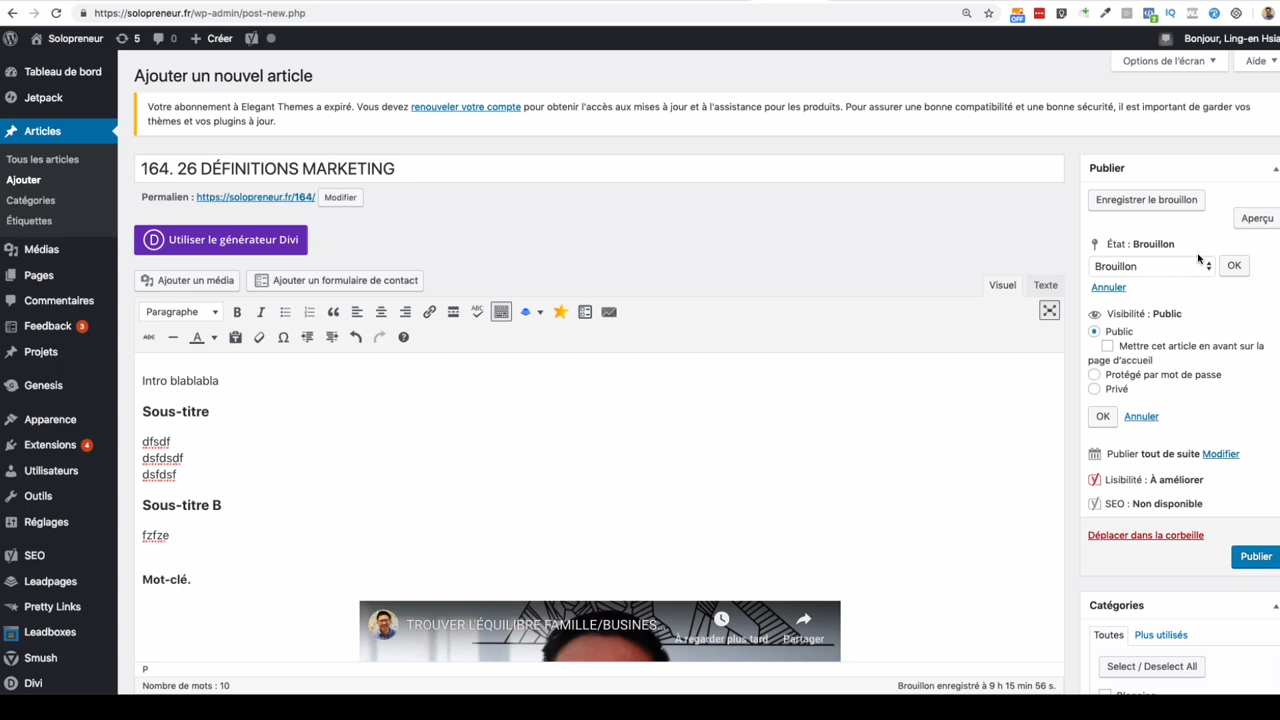 https://solopreneur.fr/wp-admin/post-new.php
Solopreneur 5 0 Créer
Bonjour, Ling-en Hsia
Options de l'écran Aide
Tableau de bord
Jetpack
Articles
Tous les articles
Ajouter
Catégories
Étiquettes
Médias
Pages
Commentaires
Feedback 3
Projets
Genesis
Apparence
Extensions 4
Utilisateurs
Outils
Réglages
SEO
Leadpages
Pretty Links
Leadboxes
Smush
Divi
Ajouter un nouvel article
Votre abonnement à Elegant Themes a expiré. Vous devez renouveler votre compte pour obtenir l'accès aux mises à jour et à l'assistance pour les produits. Pour assurer une bonne compatibilité et une bonne sécurité, il est important de garder vos
thèmes et vos plugins à jour.
164. 26 DÉFINITIONS MARKETING
Permalien : https://solopreneur.fr/164/ Modifier
D Utiliser le générateur Divi
Ajouter un média Ajouter un formulaire de contact
Visuel Texte
Paragraphe B I ABC
ABC A
Intro blablabla
Sous-titre
dfsdf
dsfdsdf
dsfdsf
Sous-titre B
fzfze
Mot-clé.
TROUVER L'ÉQUILIBRE FAMILLE/BUSINES...
À regarder plus tard Partager
P
Nombre de mots : 10
Brouillon enregistré à 9 h 15 min 56 s.
Publier
Enregistrer le brouillon
Aperçu
État : Brouillon
Brouillon OK
Annuler
Visibilité : Public
Public
Mettre cet article en avant sur la
page d'accueil
Protégé par mot de passe
Privé
OK Annuler
Publier tout de suite Modifier
Lisibilité : À améliorer
SEO : Non disponible
Déplacer dans la corbeille
Publier
Catégories
Toutes Plus utilisés
Select / Deselect All